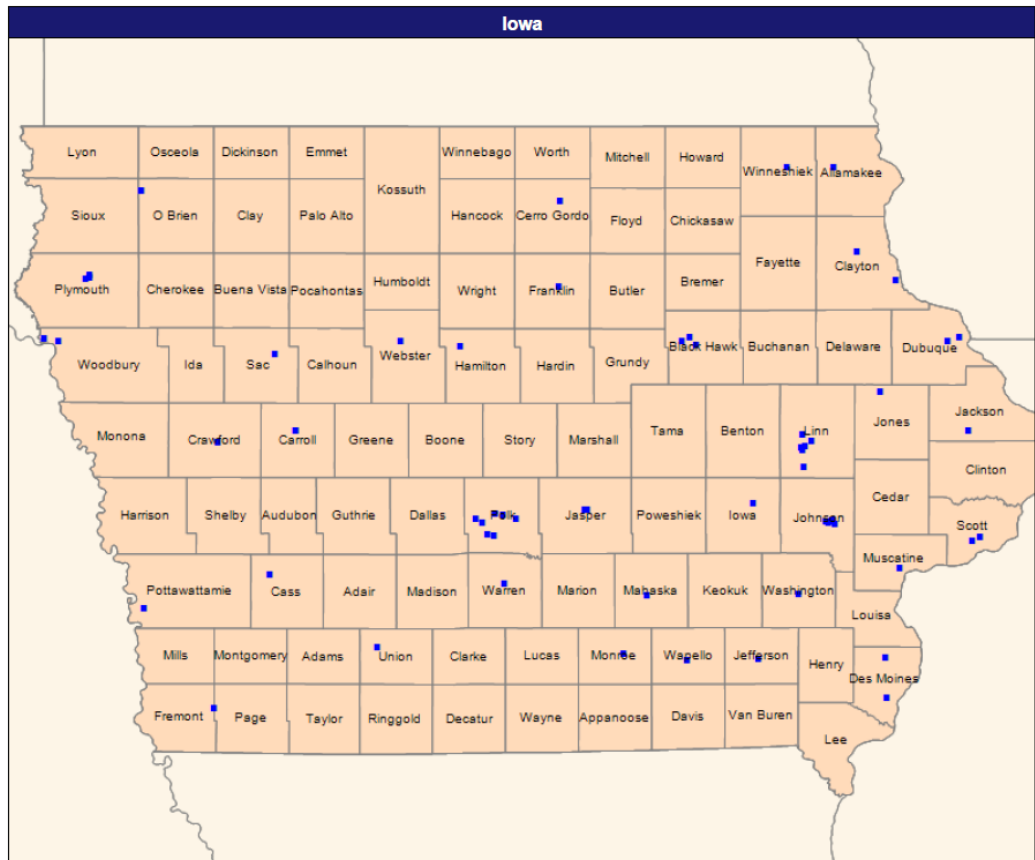 Iowa
Lyon Osceola Dickinson Emmet Winnebago Worth Mitchell Howard Winneshiek Allamakee
Kossuth
Sioux O Brien Clay Palo Alto Hancock Cerro Gordo Floyd Chickasaw
Fayette Clayton
Plymouth Cherokee Buena Vista Pocahontas Humboldt Wright Franklin Butler Bremer
Woodbury Ida Sac Calhoun Webster Hamilton Hardin Grundy Black Hawk Buchanan Delaware Dubuque
Monona Crawford Carroll Greene Boone Story Marshall Tama Benton Linn Jones Jackson
Clinton
Harrison Shelby Audubon Guthrie Dallas Polk Jasper Poweshiek Iowa Johnson Cedar Scott
Muscatine
Pottawattamie Cass Adair Madison Warren Marion Mahaska Keokuk Washington Louisa
Mills Montgomery Adams Union Clarke Lucas Monroe Wapello Jefferson Henry Des Moines
Fremont Page Taylor Ringgold Decatur Wayne Appanoose Davis Van Buren Lee